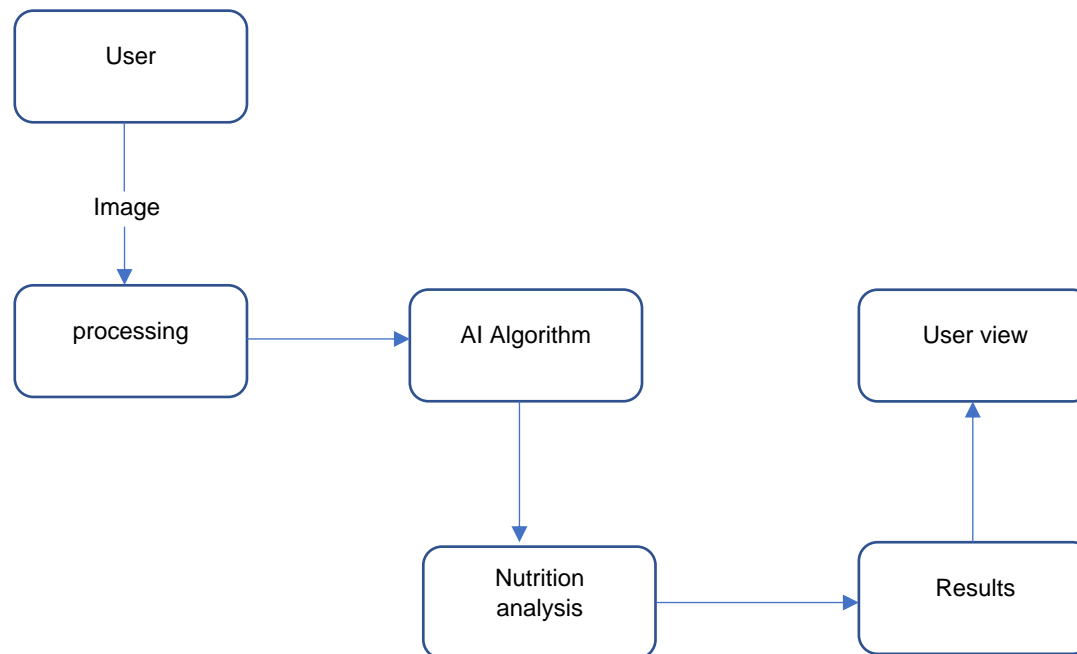 User
Image
processing
AI Algorithm
User view
Nutrition
analysis
Results